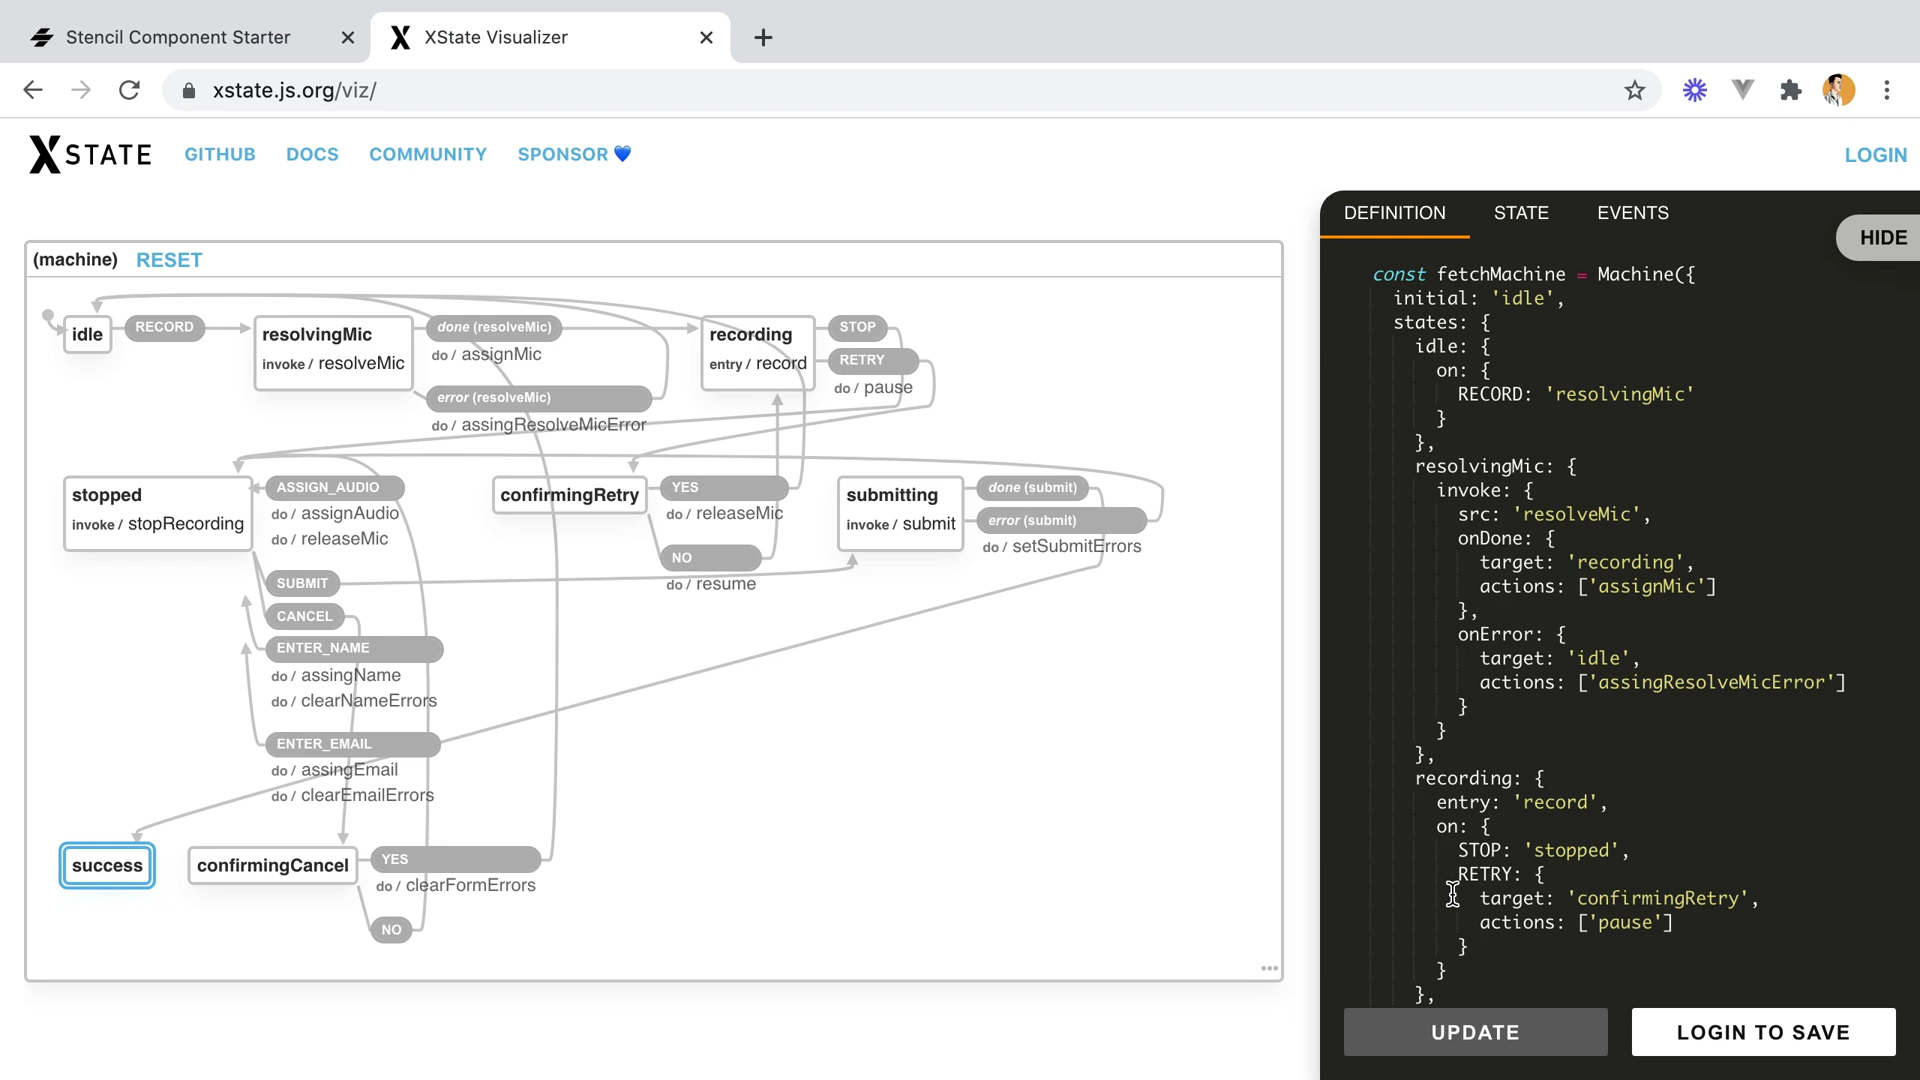 Stencil Component Starter
XState Visualizer
xstate.js.org/viz/
XSTATE
GITHUB
DOCS
COMMUNITY
SPONSOR 💙
LOGIN
(machine)
RESET
idle
RECORD
resolvingMic
invoke / resolveMic
done (resolveMic)
do / assignMic
error (resolveMic)
do / assingResolveMicError
recording
entry / record
STOP
RETRY
do / pause
stopped
invoke / stopRecording
ASSIGN_AUDIO
do / assignAudio
do / releaseMic
SUBMIT
CANCEL
ENTER_NAME
do / assingName
do / clearNameErrors
ENTER_EMAIL
do / assingEmail
do / clearEmailErrors
confirmingRetry
YES
do / releaseMic
NO
do / resume
submitting
invoke / submit
done (submit)
error (submit)
do / setSubmitErrors
success
confirmingCancel
YES
do / clearFormErrors
NO
DEFINITION
STATE
EVENTS
HIDE
const fetchMachine = Machine({
initial: 'idle',
states: {
idle: {
on: {
RECORD: 'resolvingMic'
}
},
resolvingMic: {
invoke: {
src: 'resolveMic',
onDone: {
target: 'recording',
actions: ['assignMic']
},
onError: {
target: 'idle',
actions: ['assingResolveMicError']
}
}
},
recording: {
entry: 'record',
on: {
STOP: 'stopped',
RETRY: {
target: 'confirmingRetry',
actions: ['pause']
}
}
},
UPDATE
LOGIN TO SAVE